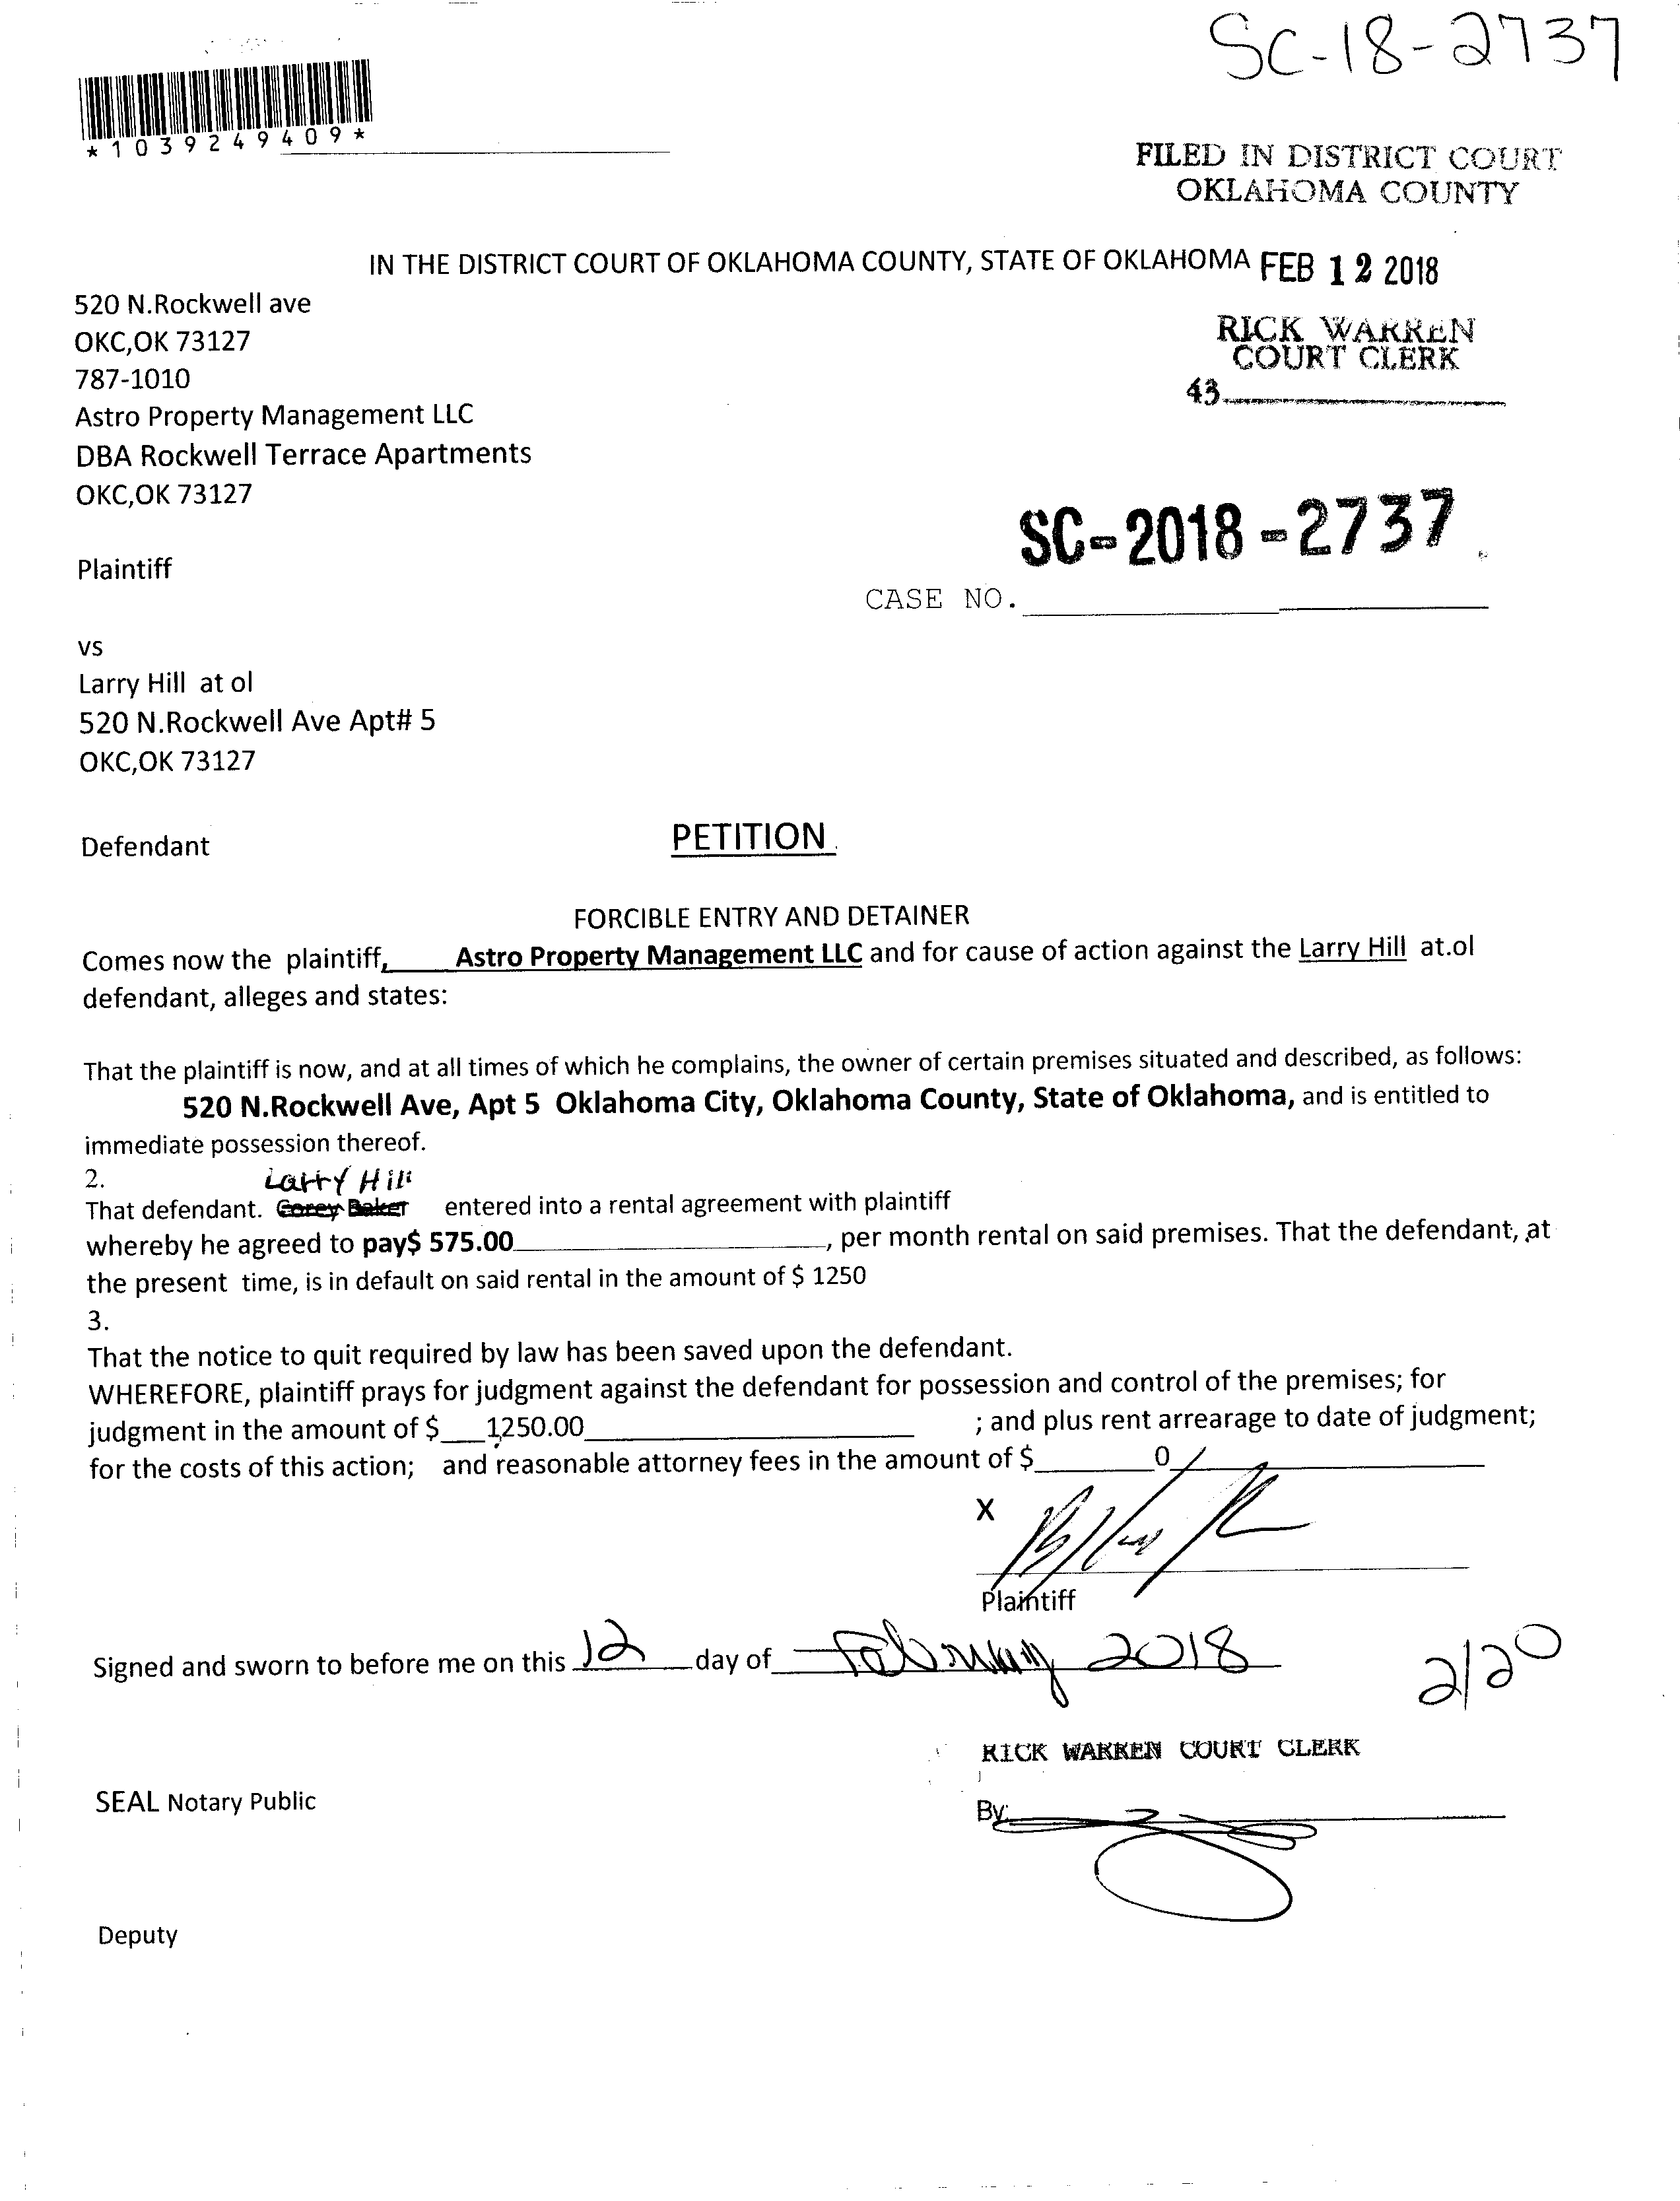 SC-18-2737
*1039249409*
FILED IN DISTRICT COURT
OKLAHOMA COUNTY
IN THE DISTRICT COURT OF OKLAHOMA COUNTY, STATE OF OKLAHOMA FEB 12 2018
520 N.Rockwell ave
OKC,OK 73127
787-1010
RICK WARREN
COURT CLERK
43
Astro Property Management LLC
DBA Rockwell Terrace Apartments
OKC,OK 73127
SC-2018-2737
Plaintiff
CASE NO.
vs
Larry Hill at ol
520 N.Rockwell Ave Apt# 5
OKC,OK 73127
Defendant
PETITION
FORCIBLE ENTRY AND DETAINER
Comes now the plaintiff, Astro Property Management LLC and for cause of action against the Larry Hill at.ol
defendant, alleges and states:
That the plaintiff is now, and at all times of which he complains, the owner of certain premises situated and described, as follows:
520 N.Rockwell Ave, Apt 5 Oklahoma City, Oklahoma County, State of Oklahoma, and is entitled to
immediate possession thereof.
2.
Larry Hill
That defendant. Corey Baker entered into a rental agreement with plaintiff
whereby he agreed to pay$ 575.00, per month rental on said premises. That the defendant, at
the present time, is in default on said rental in the amount of $ 1250
3.
That the notice to quit required by law has been saved upon the defendant.
WHEREFORE, plaintiff prays for judgment against the defendant for possession and control of the premises; for
judgment in the amount of $ 1250.00 ; and plus rent arrearage to date of judgment;
for the costs of this action; and reasonable attorney fees in the amount of $ 0
X
Plaintiff
Signed and sworn to before me on this 12 day of February 2018
2/20
RICK WARREN COURT CLERK
SEAL Notary Public
By:
Deputy